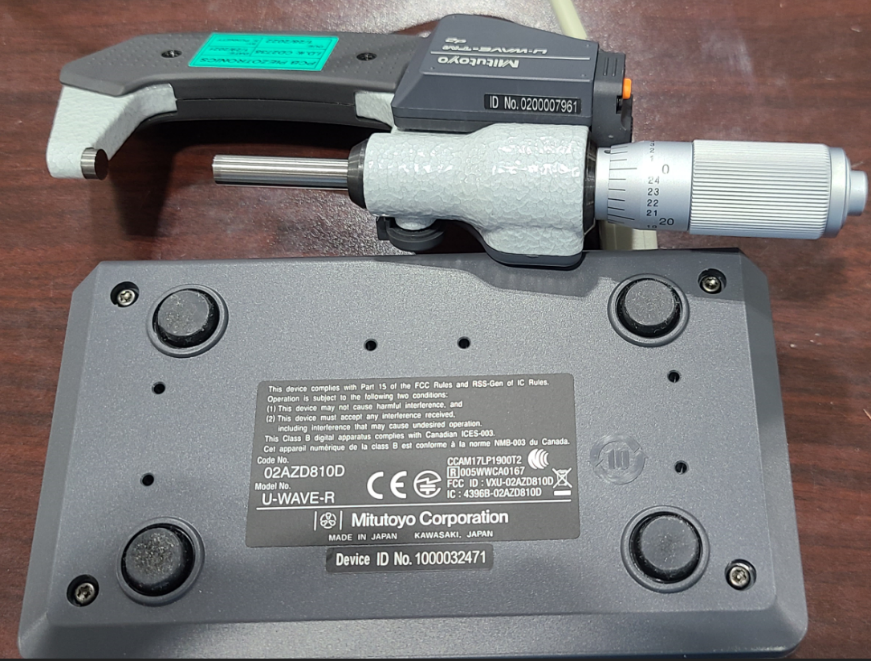 PCB PIEZOTRONICS
I.D.# CD2736
U-WAVE-TM
Mitutoyo
ID No.0200007961
0
24
23
22
21
20
This device complies with Part 15 of the FCC Rules and RSS-Gen of IC Rules.
Operation is subject to the following two conditions:
(1) This device may not cause harmful interference, and
(2) This device must accept any interference received,
including interference that may cause undesired operation.
This Class B digital apparatus complies with Canadian ICES-003.
Cet appareil numérique de la class B est conforme à la norme NMB-003 du Canada.
Code No.
02AZD810D
Model No.
U-WAVE-R
CE
CCAM17LP1900T2
R 005WWCA0167
FCC ID : VXU-02AZD810D
IC : 4396B-02AZD810D
Mitutoyo Corporation
MADE IN JAPAN KAWASAKI, JAPAN
Device ID No. 1000032471
10